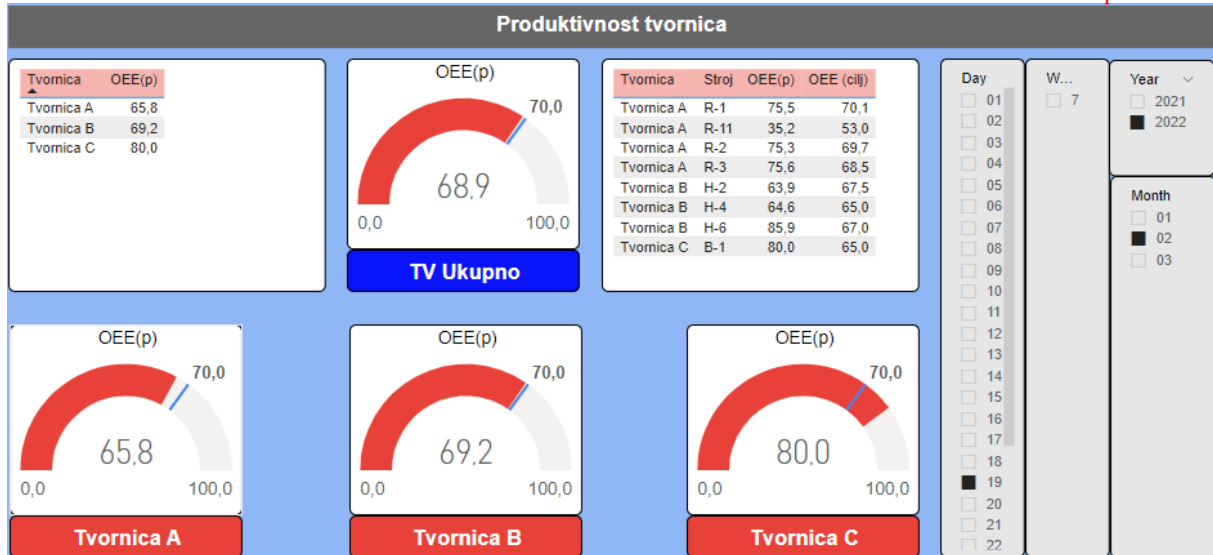 Produktivnost tvornica
Tvornica OEE(p)
Tvornica A 65,8
Tvornica B 69,2
Tvornica C 80,0
OEE(p)
70,0
68,9
0,0 100,0
TV Ukupno
Tvornica Stroj OEE(p) OEE (cilj)
Tvornica A R-1 75,5 70,1
Tvornica A R-11 35,2 53,0
Tvornica A R-2 75,3 69,7
Tvornica A R-3 75,6 68,5
Tvornica B H-2 63,9 67,5
Tvornica B H-4 64,6 65,0
Tvornica B H-6 85,9 67,0
Tvornica C B-1 80,0 65,0
OEE(p)
70,0
65,8
0,0 100,0
Tvornica A
OEE(p)
70,0
69,2
0,0 100,0
Tvornica B
OEE(p)
70,0
80,0
0,0 100,0
Tvornica C
Day
01
02
03
04
05
06
07
08
09
10
11
12
13
14
15
16
17
18
19
20
21
22
W...
7
Year
2021
2022
Month
01
02
03